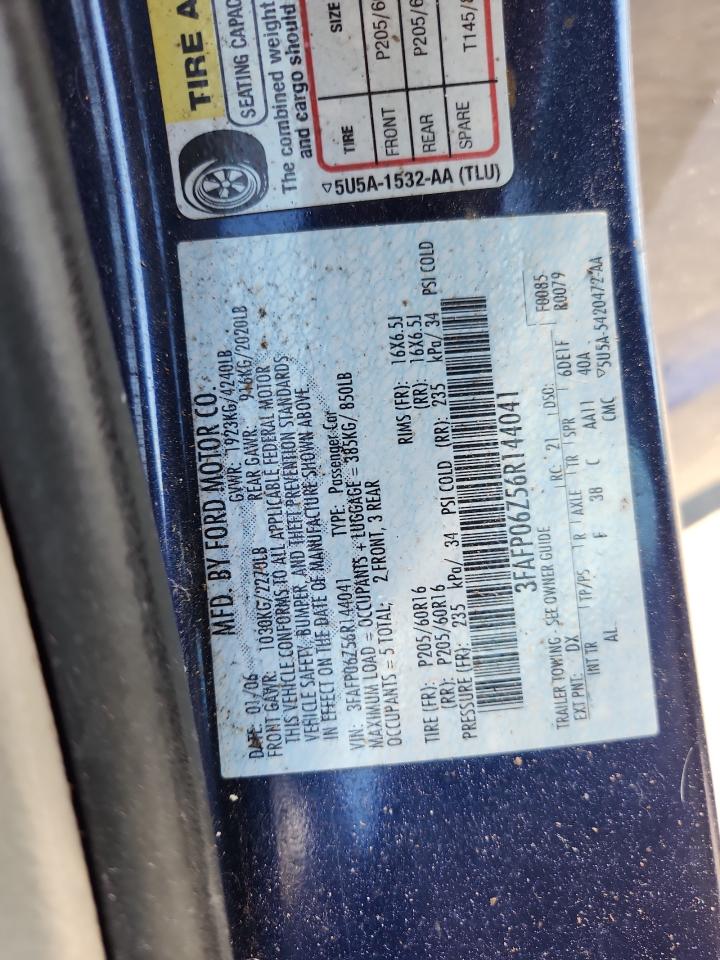 TIRE A
SEATING CAPAC
The combined weight
and cargo should
TIRE SIZE
FRONT P205/6
REAR P205/6
SPARE T145/8
▽5U5A-1532-AA (TLU)
MFD. BY FORD MOTOR CO.
DATE: 01/06 GVWR: 1923KG/4240LB
FRONT GAWR: 1030KG/2270LB REAR GAWR: 916KG/2020LB
THIS VEHICLE CONFORMS TO ALL APPLICABLE FEDERAL MOTOR
VEHICLE SAFETY, BUMPER, AND THEFT PREVENTION STANDARDS
IN EFFECT ON THE DATE OF MANUFACTURE SHOWN ABOVE.
VIN: 3FAFP06Z56R144041 TYPE: Passenger Car
MAXIMUM LOAD = OCCUPANTS + LUGGAGE = 385KG/ 850LB
OCCUPANTS = 5 TOTAL; 2 FRONT, 3 REAR
TIRE (FR): P205/60R16 RIMS (FR): 16X6.5J
(RR): P205/60R16 (RR): 16X6.5J
PRESSURE (FR): 235 kPa/ 34 PSI COLD (RR): 235 kPa/ 34 PSI COLD
3FAFP06Z56R144041
TRAILER TOWING - SEE OWNER GUIDE F0085
RC: 21 DSO: R0079
EXT PNT: DX 6DE1F
INT TR TP/PS R AXLE TR SPR 40A
AL F 38 C AA11 ▽5U5A-5420472-AA
CMC